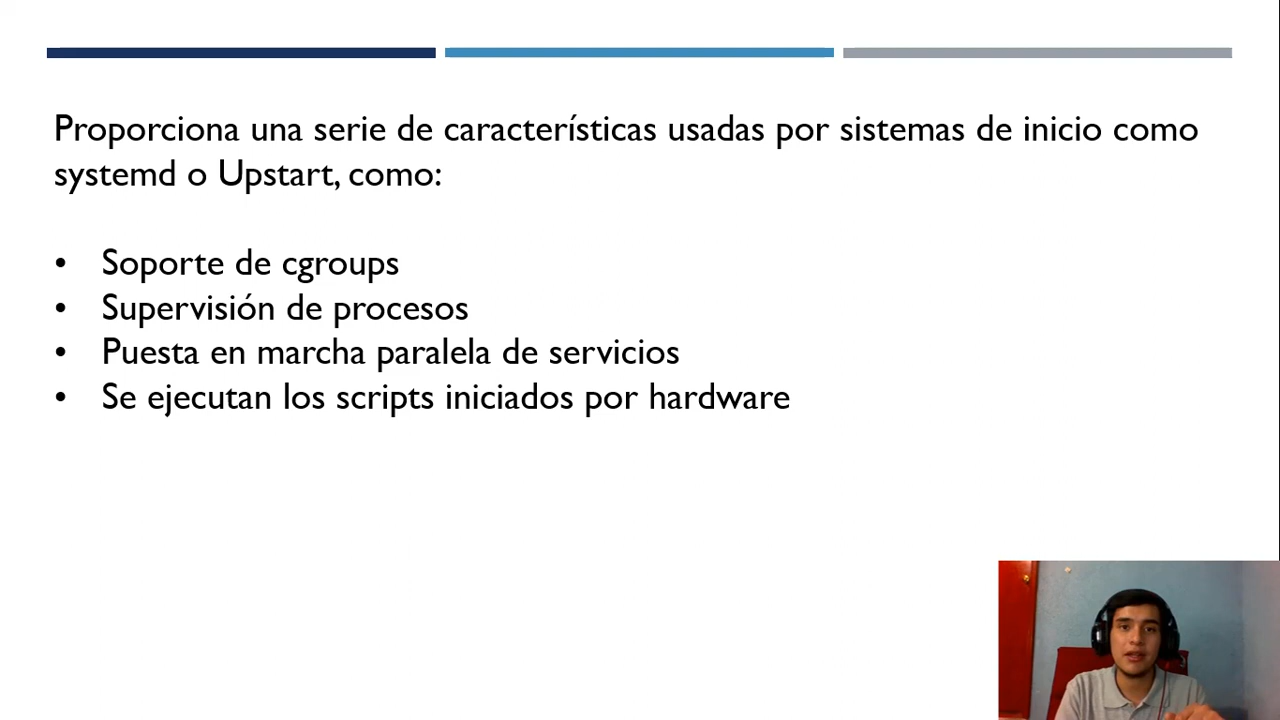 Proporciona una serie de características usadas por sistemas de inicio como
systemd o Upstart, como:
• Soporte de cgroups
• Supervisión de procesos
• Puesta en marcha paralela de servicios
• Se ejecutan los scripts iniciados por hardware